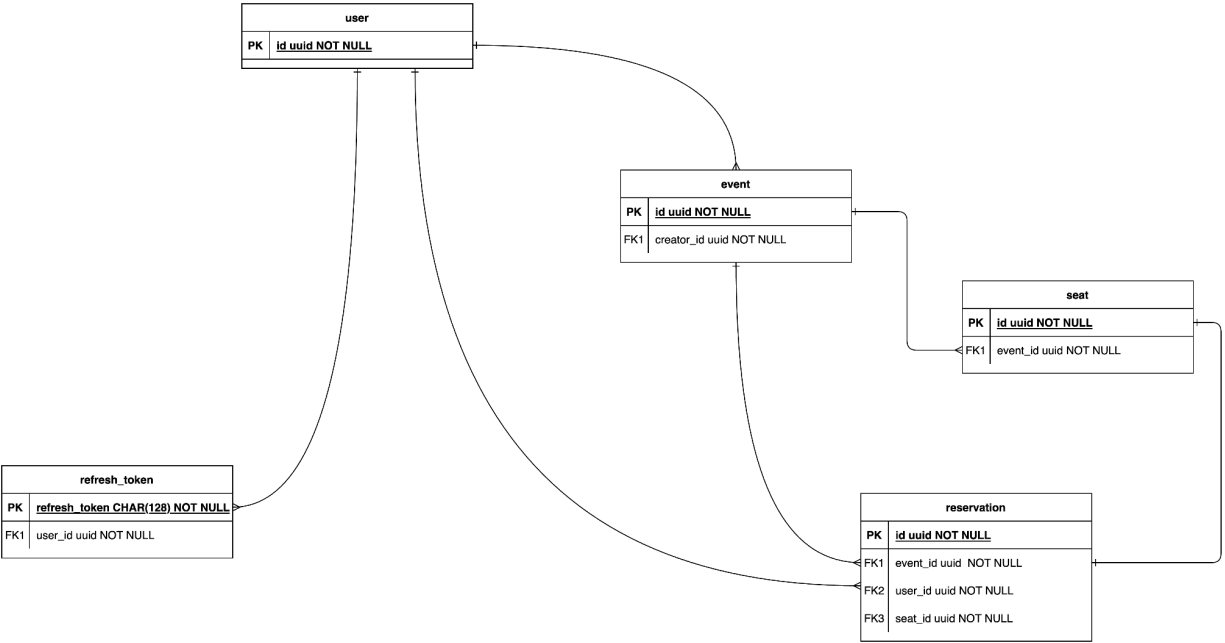 user
PK id uuid NOT NULL
event
PK id uuid NOT NULL
FK1 creator_id uuid NOT NULL
seat
PK id uuid NOT NULL
FK1 event_id uuid NOT NULL
refresh_token
PK refresh_token CHAR(128) NOT NULL
FK1 user_id uuid NOT NULL
reservation
PK id uuid NOT NULL
FK1 event_id uuid  NOT NULL
FK2 user_id uuid NOT NULL
FK3 seat_id uuid NOT NULL